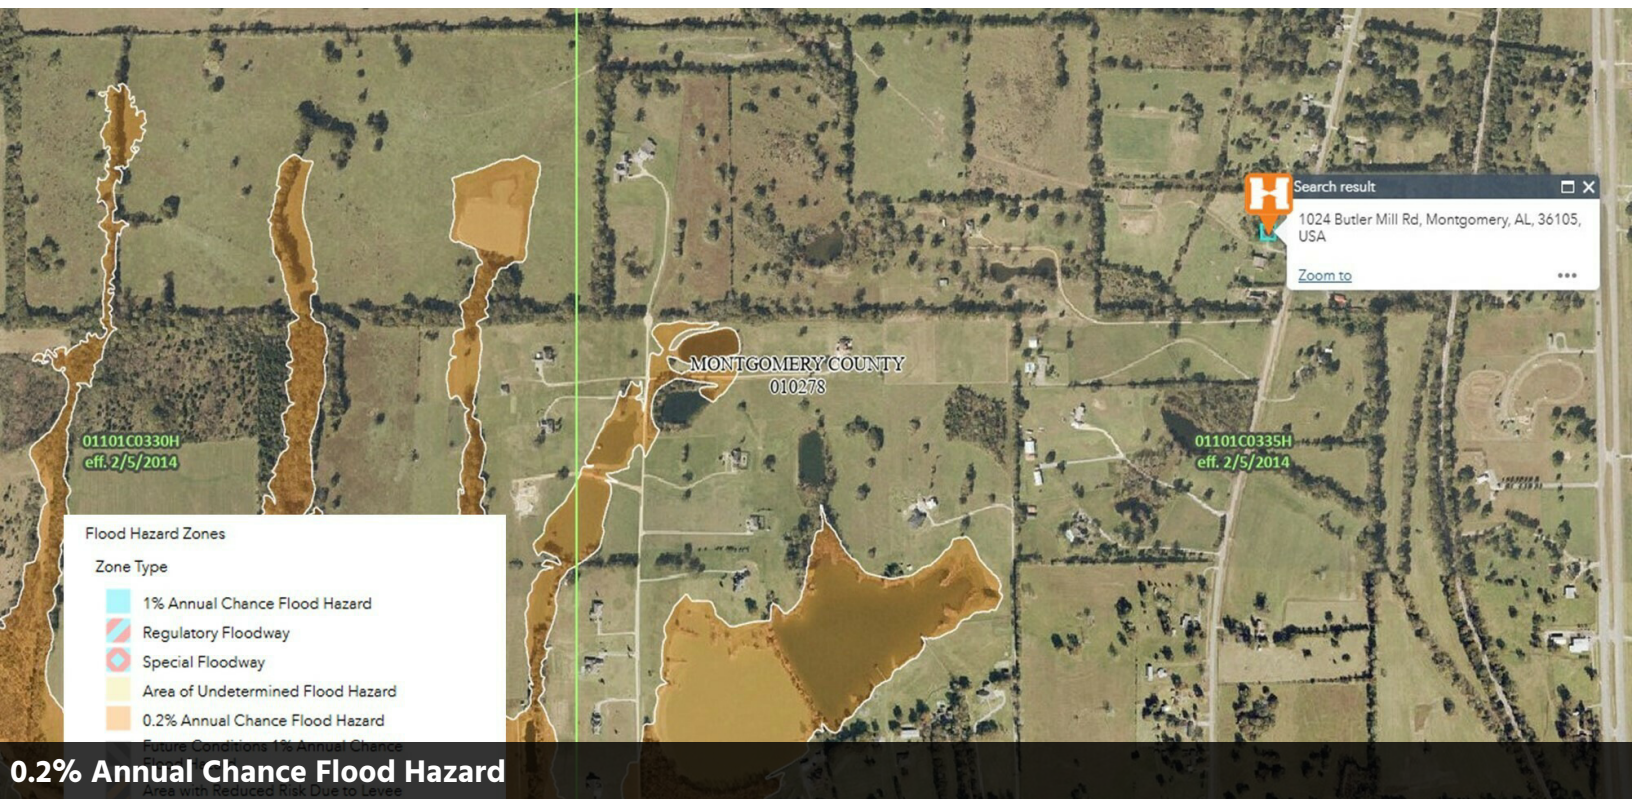 Search result
1024 Butler Mill Rd, Montgomery, AL, 36105,
USA
Zoom to
MONTGOMERY COUNTY
010278
01101C0330H
eff. 2/5/2014
01101C0335H
eff. 2/5/2014
Flood Hazard Zones
Zone Type
1% Annual Chance Flood Hazard
Regulatory Floodway
Special Floodway
Area of Undetermined Flood Hazard
0.2% Annual Chance Flood Hazard
Future Conditions 1% Annual Chance
Area with Reduced Risk Due to Levee
0.2% Annual Chance Flood Hazard